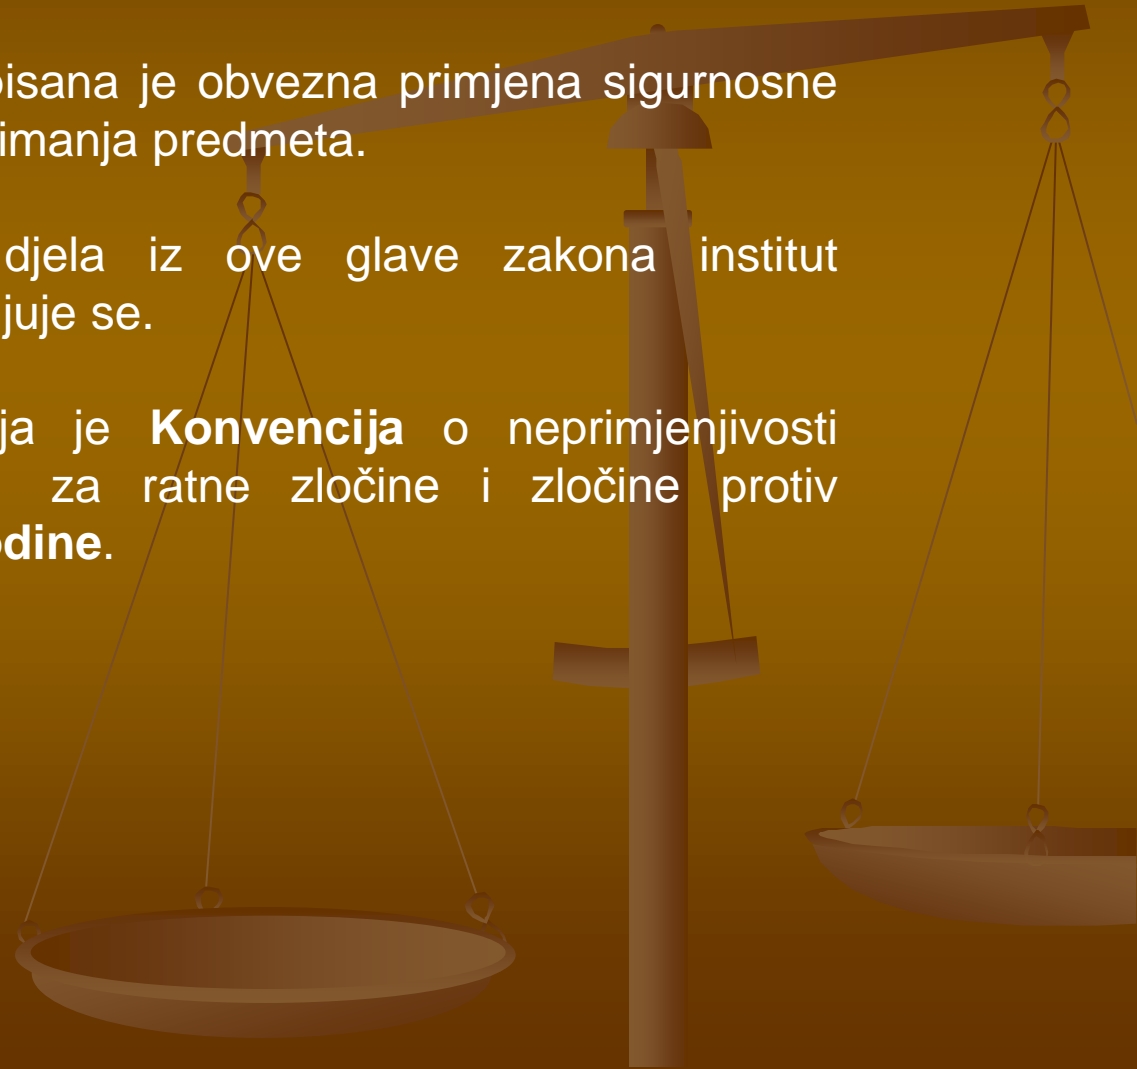 pisana je obvezna primjena sigurnosne
imanja predmeta.
djela iz ove glave zakona institut
juje se.
ja je Konvencija o neprimjenjivosti
za ratne zločine i zločine protiv
odine.